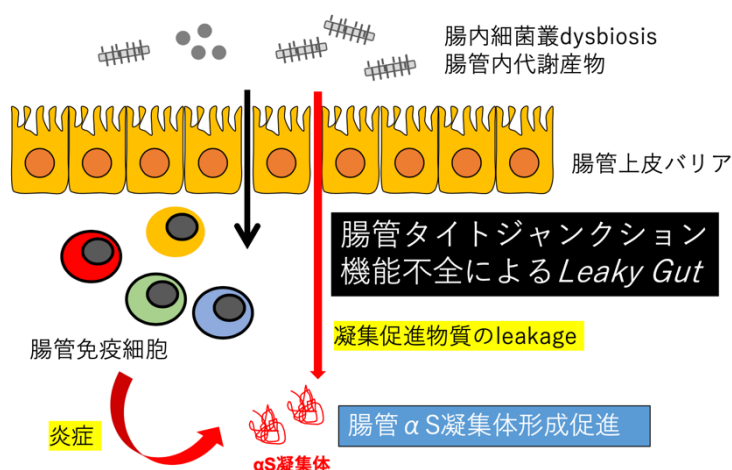 腸内細菌叢dysbiosis
腸管内代謝産物
腸管上皮バリア
腸管タイトジャンクション
機能不全によるLeaky Gut
凝集促進物質のleakage
腸管免疫細胞
炎症
腸管αS凝集体形成促進
αS凝集体